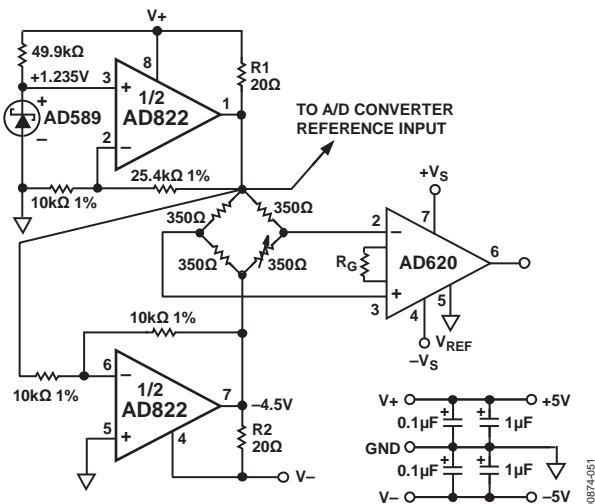 V+
49.9kΩ
+1.235V
AD589
+
–
8
3
+
1/2
AD822
1
2
–
R1
20Ω
TO A/D CONVERTER
REFERENCE INPUT
10kΩ 1%
25.4kΩ 1%
350Ω
350Ω
350Ω
350Ω
+VS
2
–
7
RG
AD620
6
+
3
4
5
VREF
–VS
10kΩ 1%
10kΩ 1%
6
–
1/2
AD822
7
–4.5V
5
+
4
R2
20Ω
V–
V+
+5V
0.1µF
+
+
1µF
GND
0.1µF
+
+
1µF
V–
–5V
00874-051